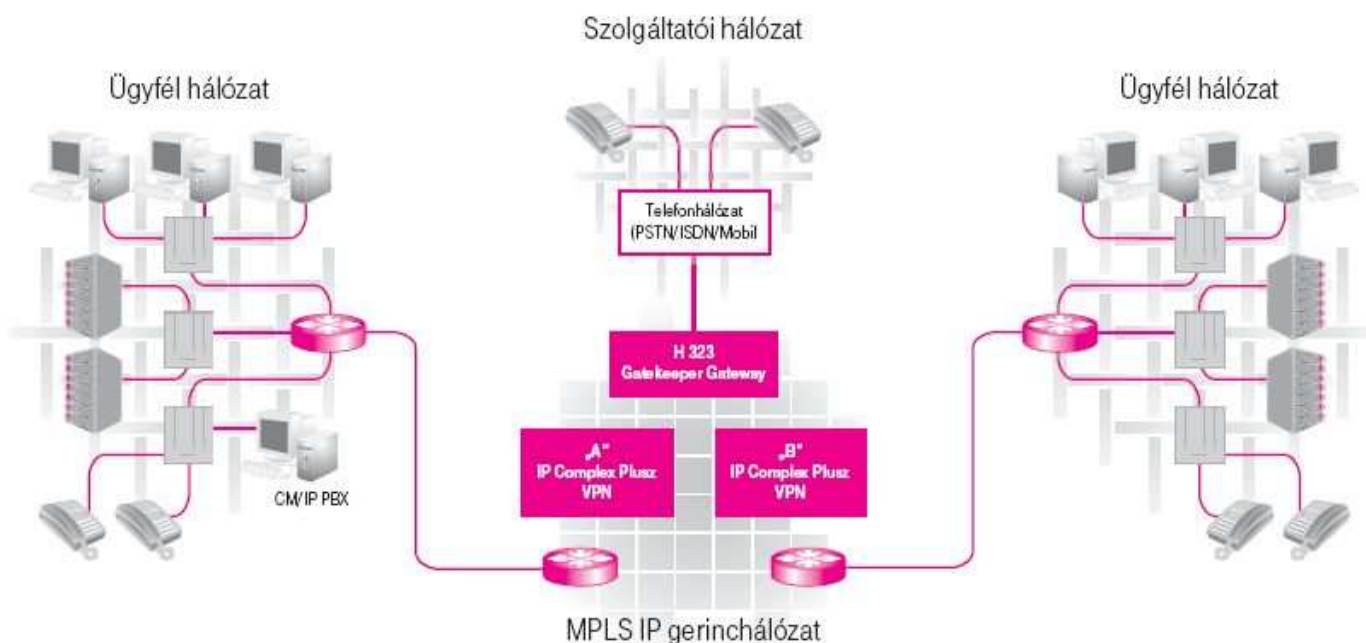 Szolgáltatói hálózat
Ügyfél hálózat
Ügyfél hálózat
Telefonhálózat
(PSTN/ISDN/Mobil
H 323
Gatekeeper Gateway
„A”
IP Complex Plusz
VPN
„B”
IP Complex Plusz
VPN
CM/IP PBX
MPLS IP gerinchálózat